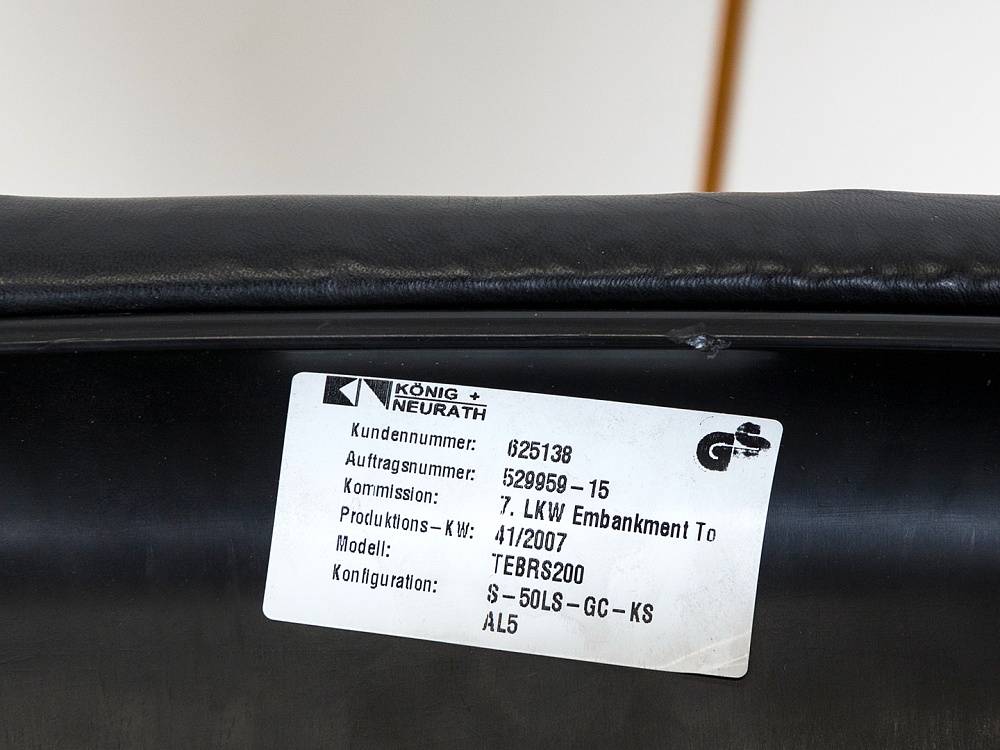 KÖNIG +
NEURATH
GS
Kundennummer: 625138
Auftragsnummer: 529959-15
Kommission: 7. LKW Embankment To
Produktions-KW: 41/2007
Modell: TEBRS200
Konfiguration: S-50LS-GC-KS
AL5